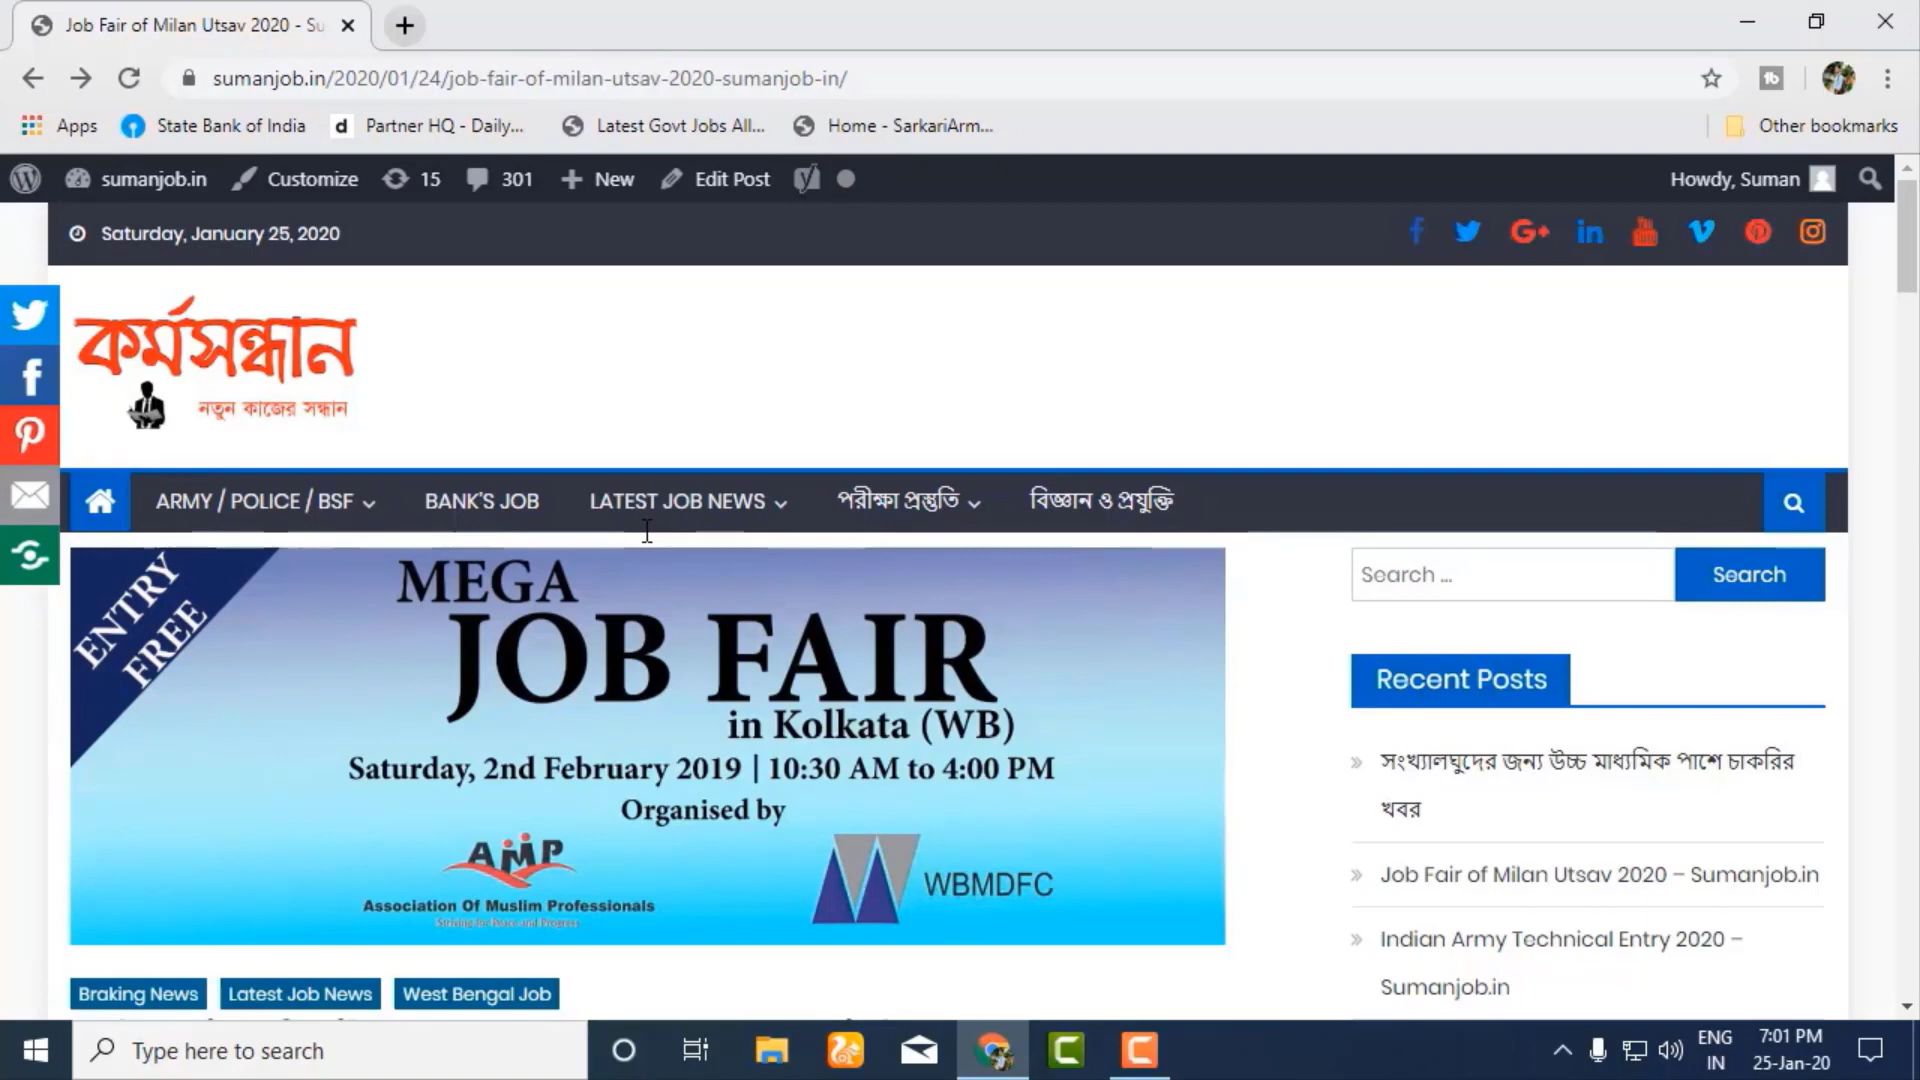 Job Fair of Milan Utsav 2020 - Su
sumanjob.in/2020/01/24/job-fair-of-milan-utsav-2020-sumanjob-in/
Apps State Bank of India Partner HQ - Daily... Latest Govt Jobs All... Home - SarkariArm... Other bookmarks
sumanjob.in Customize 15 301 New Edit Post Howdy, Suman
Saturday, January 25, 2020
কর্মসন্ধান
নতুন কাজের সন্ধান
ARMY / POLICE / BSF BANK'S JOB LATEST JOB NEWS পরীক্ষা প্রস্তুতি বিজ্ঞান ও প্রযুক্তি
ENTRY
FREE
MEGA
JOB FAIR
in Kolkata (WB)
Saturday, 2nd February 2019 | 10:30 AM to 4:00 PM
Organised by
AMP
Association Of Muslim Professionals
Striving for Peace and Progress
WBMDFC
Braking News Latest Job News West Bengal Job
Search ... Search
Recent Posts
সংখ্যালঘুদের জন্য উচ্চ মাধ্যমিক পাশে চাকরির
খবর
Job Fair of Milan Utsav 2020 – Sumanjob.in
Indian Army Technical Entry 2020 –
Sumanjob.in
Type here to search
ENG
IN
7:01 PM
25-Jan-20